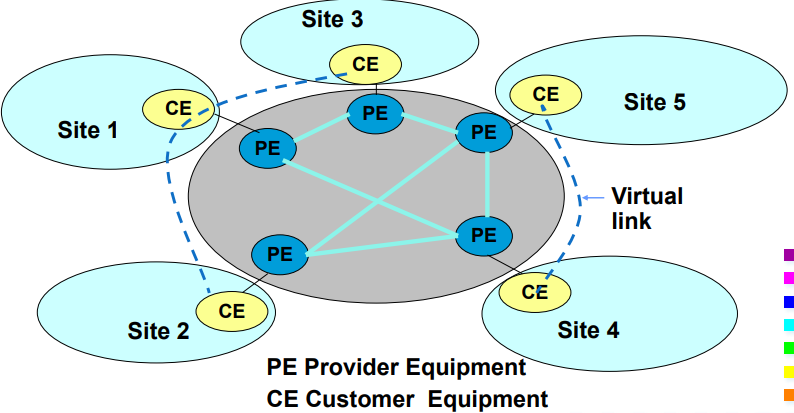 Site 3
CE
Site 1
CE
PE
PE
PE
CE
Site 5
Virtual
link
PE
PE
CE
Site 2
CE
Site 4
PE Provider Equipment
CE Customer Equipment